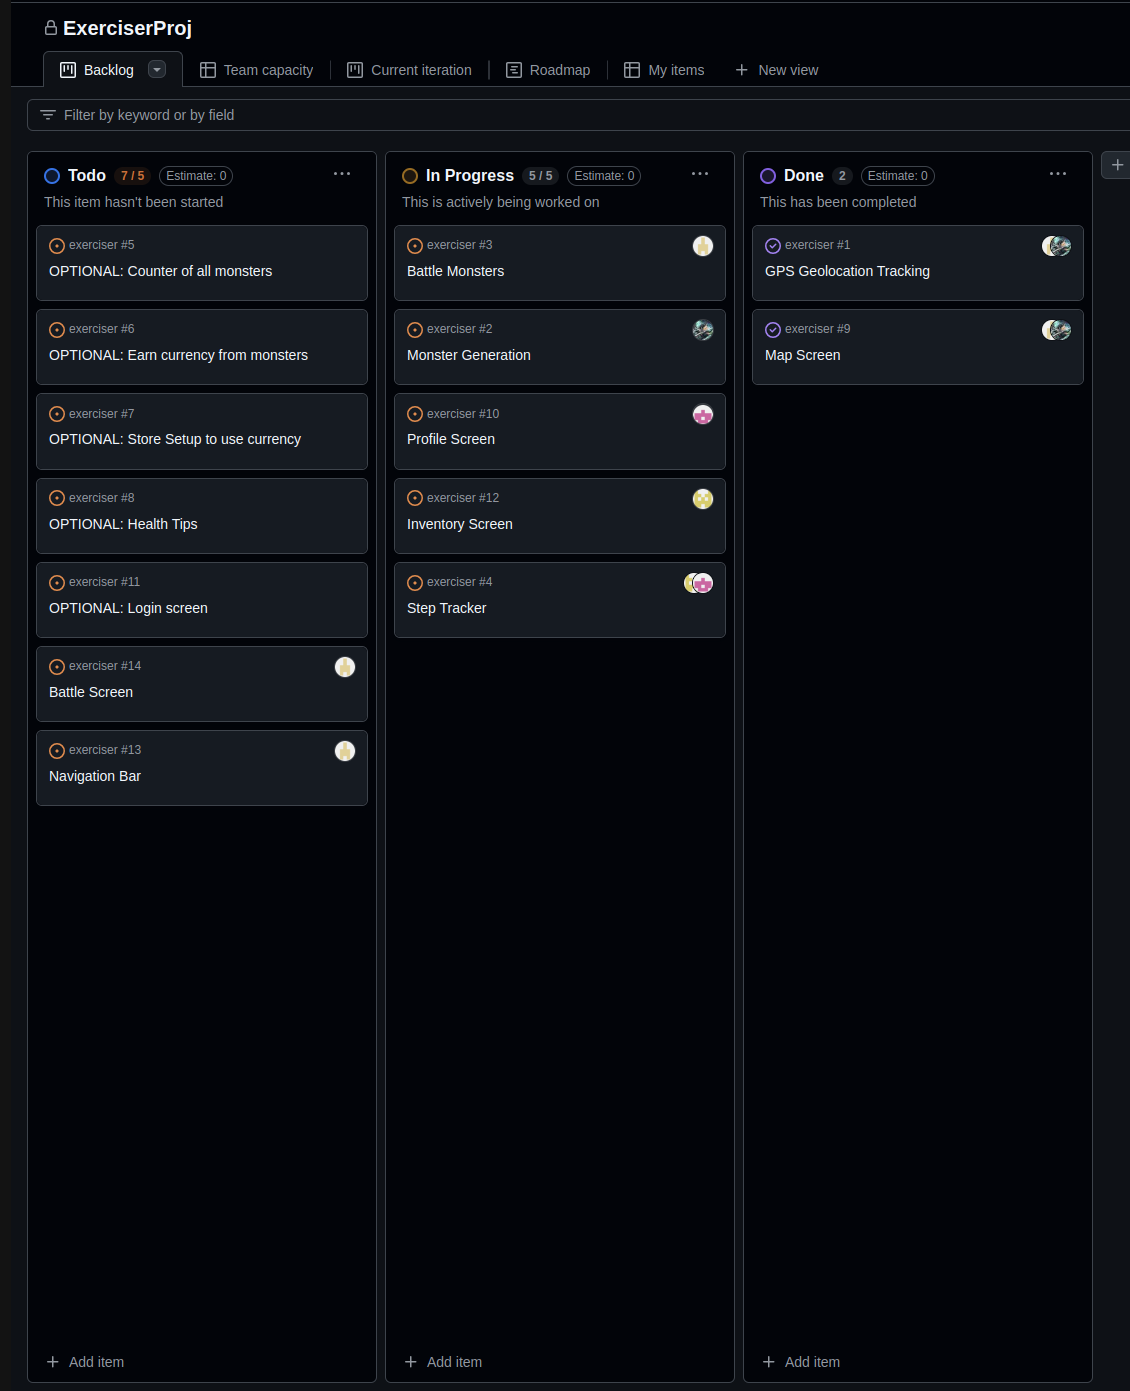 ExerciserProj
Backlog
Team capacity
Current iteration
Roadmap
My items
New view
Filter by keyword or by field
Todo 7 / 5 Estimate: 0
This item hasn't been started
exerciser #5
OPTIONAL: Counter of all monsters
exerciser #6
OPTIONAL: Earn currency from monsters
exerciser #7
OPTIONAL: Store Setup to use currency
exerciser #8
OPTIONAL: Health Tips
exerciser #11
OPTIONAL: Login screen
exerciser #14
Battle Screen
exerciser #13
Navigation Bar
Add item
In Progress 5 / 5 Estimate: 0
This is actively being worked on
exerciser #3
Battle Monsters
exerciser #2
Monster Generation
exerciser #10
Profile Screen
exerciser #12
Inventory Screen
exerciser #4
Step Tracker
Add item
Done 2 Estimate: 0
This has been completed
exerciser #1
GPS Geolocation Tracking
exerciser #9
Map Screen
Add item